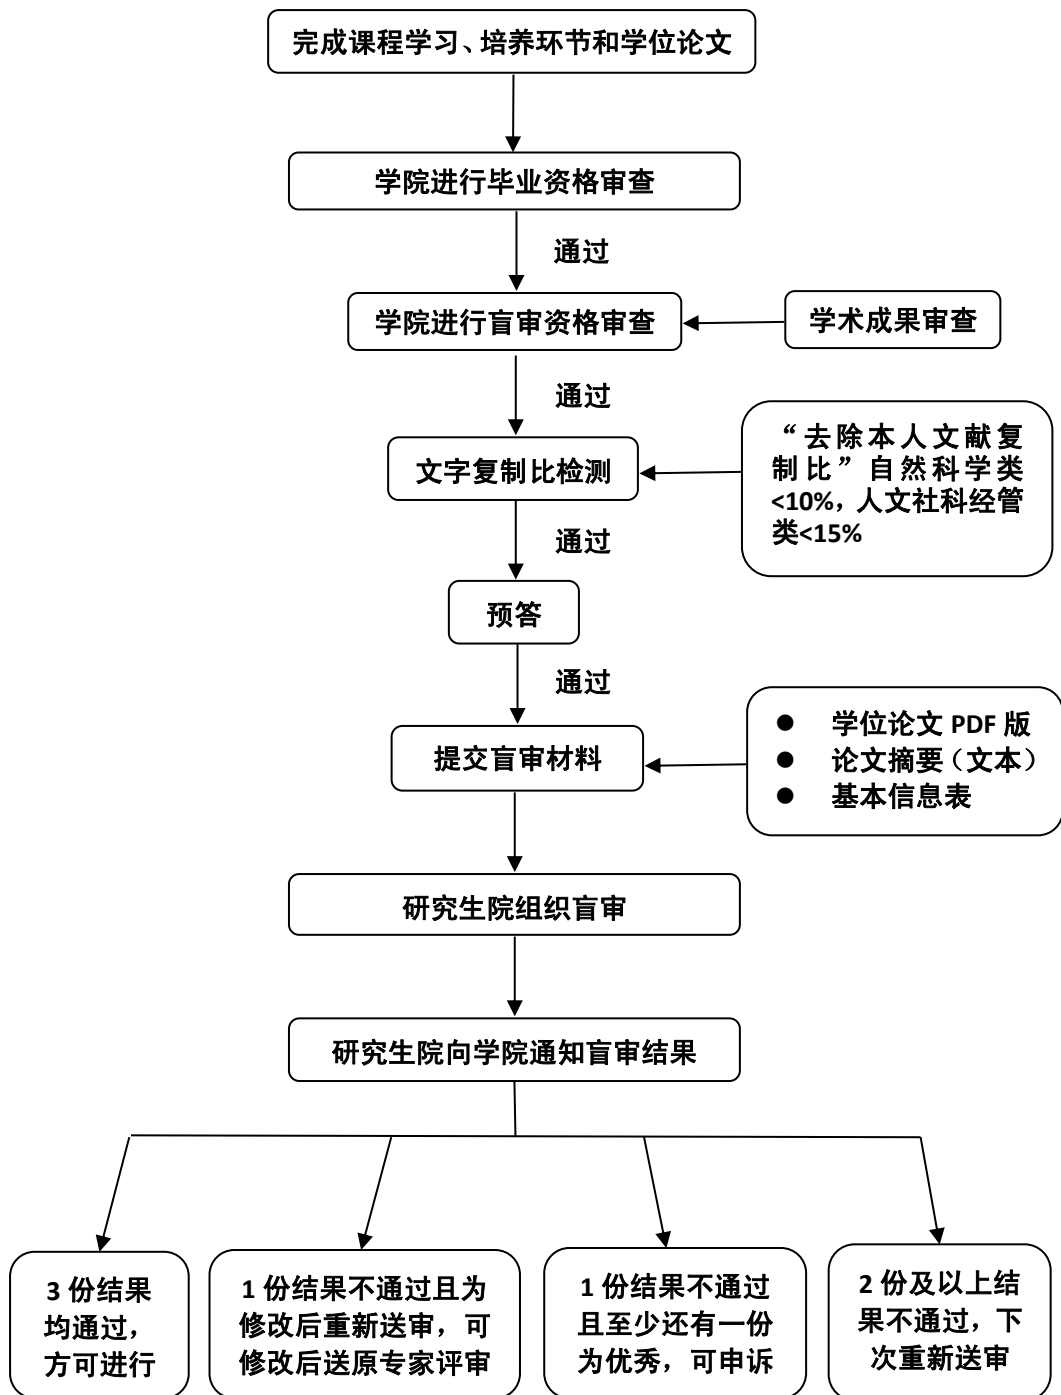 完成课程学习、培养环节和学位论文
学院进行毕业资格审查
通过
学院进行盲审资格审查
学术成果审查
通过
文字复制比检测
“去除本人文献复
制比”自然科学类
<10%，人文社科经管
类<15%
通过
预答
通过
提交盲审材料
● 学位论文 PDF 版
● 论文摘要（文本）
● 基本信息表
研究生院组织盲审
研究生院向学院通知盲审结果
3 份结果
均通过，
方可进行
1 份结果不通过且为
修改后重新送审，可
修改后送原专家评审
1 份结果不通过
且至少还有一份
为优秀，可申诉
2 份及以上结
果不通过，下
次重新送审